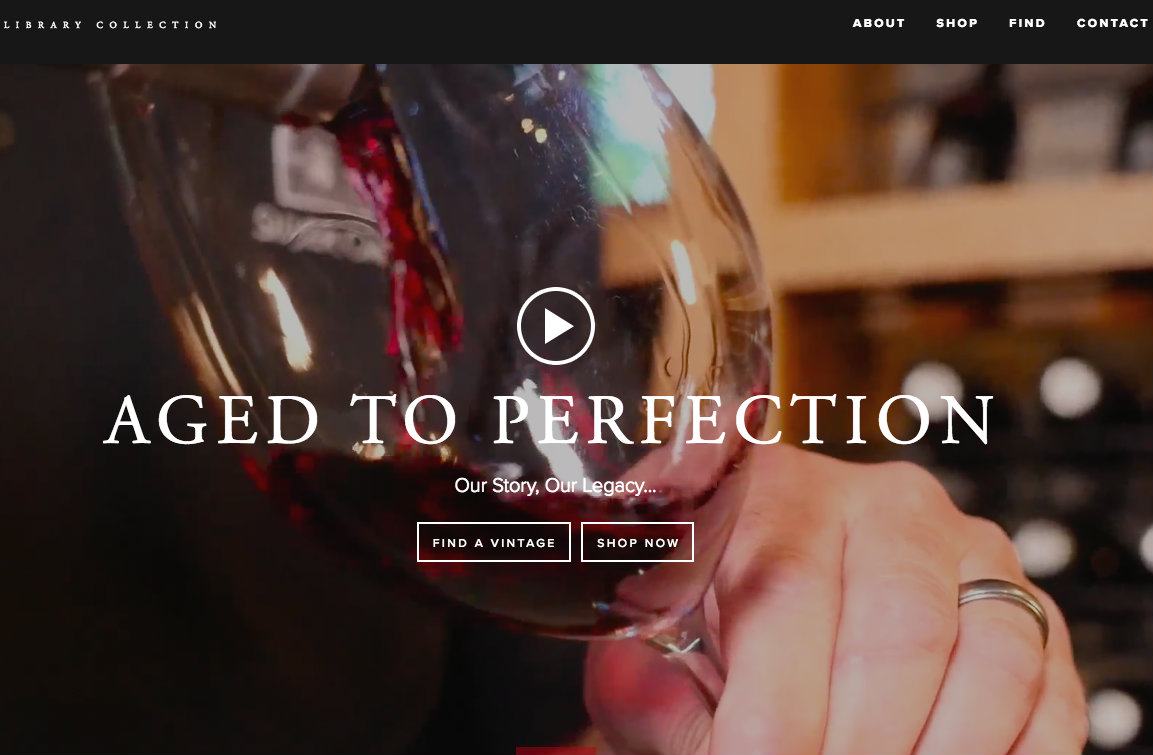 LIBRARY COLLECTION
ABOUT SHOP FIND CONTACT
AGED TO PERFECTION
Our Story, Our Legacy...
FIND A VINTAGE SHOP NOW